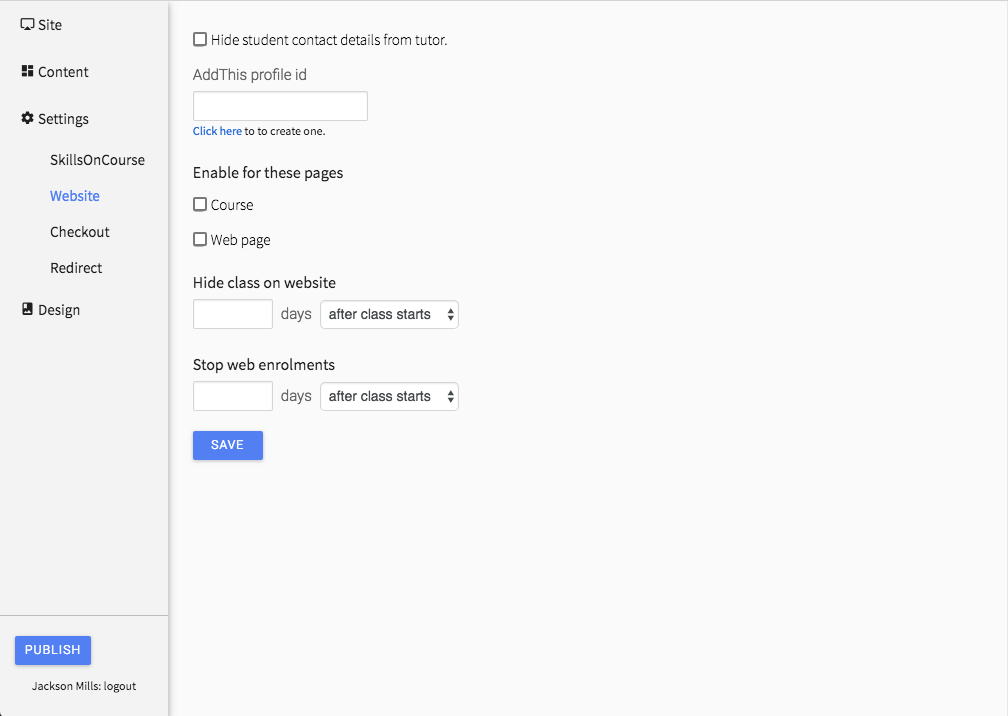 Site
Content
Settings
SkillsOnCourse
Website
Checkout
Redirect
Design
PUBLISH
Jackson Mills: logout
Hide student contact details from tutor.
AddThis profile id
Click here to to create one.
Enable for these pages
Course
Web page
Hide class on website
days after class starts
Stop web enrolments
days after class starts
SAVE